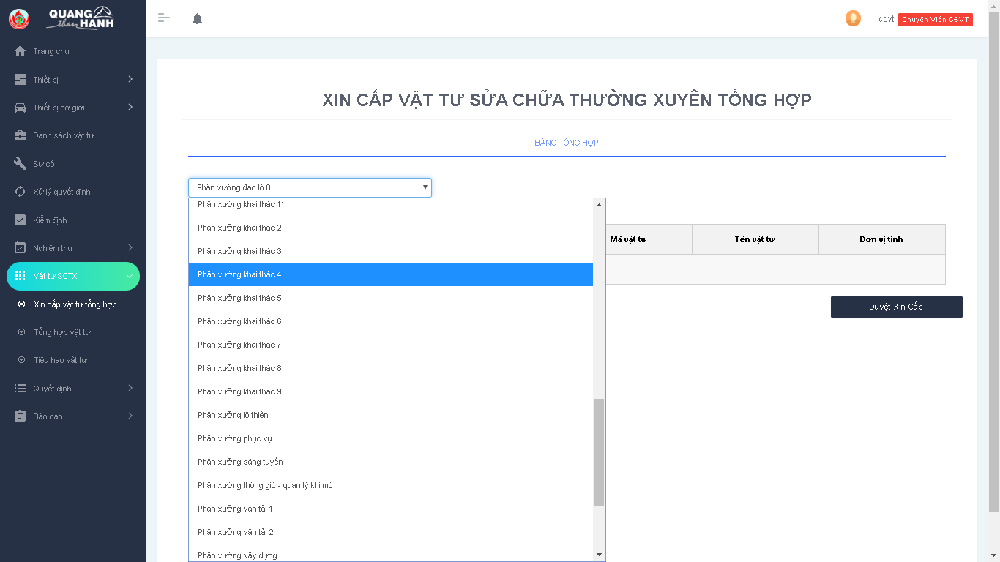 QUANG
than HẠNH
cdvt Chuyên Viên CĐVT
Trang chủ
Thiết bị
Thiết bị cơ giới
Danh sách vật tư
Sự cố
Xử lý quyết định
Kiểm định
Nghiệm thu
Vật tư SCTX
Xin cấp vật tư tổng hợp
Tổng hợp vật tư
Tiêu hao vật tư
Quyết định
Báo cáo
XIN CẤP VẬT TƯ SỬA CHỮA THƯỜNG XUYÊN TỔNG HỢP
BẢNG TỔNG HỢP
Phân xưởng đào lò 8
Phân xưởng khai thác 11
Phân xưởng khai thác 2
Phân xưởng khai thác 3
Phân xưởng khai thác 4
Phân xưởng khai thác 5
Phân xưởng khai thác 6
Phân xưởng khai thác 7
Phân xưởng khai thác 8
Phân xưởng khai thác 9
Phân xưởng lộ thiên
Phân xưởng phục vụ
Phân xưởng sàng tuyển
Phân xưởng thông gió - quản lý khí mỏ
Phân xưởng vận tải 1
Phân xưởng vận tải 2
Phân xưởng xây dựng
Mã vật tư Tên vật tư Đơn vị tính
Duyệt Xin Cấp